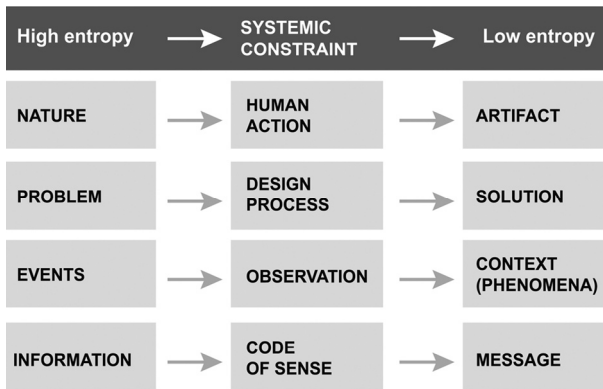 High entropy
SYSTEMIC
CONSTRAINT
Low entropy
NATURE
HUMAN
ACTION
ARTIFACT
PROBLEM
DESIGN
PROCESS
SOLUTION
EVENTS
OBSERVATION
CONTEXT
(PHENOMENA)
INFORMATION
CODE
OF SENSE
MESSAGE